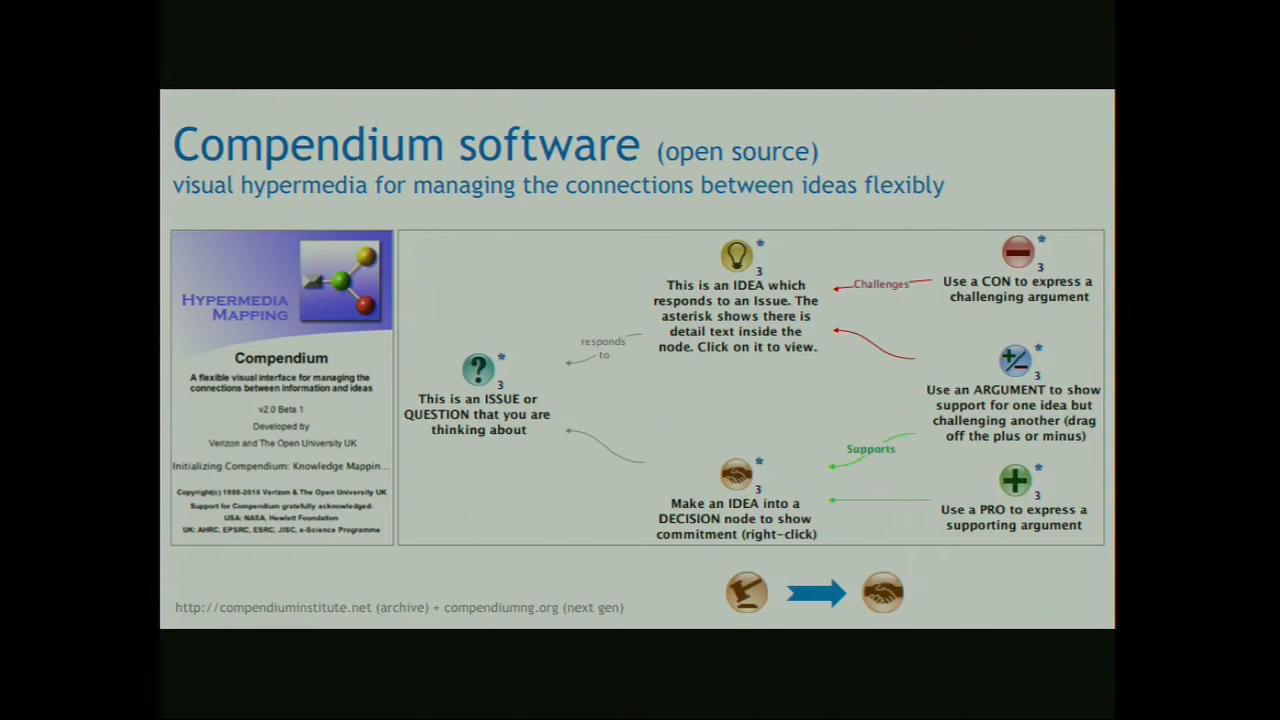 Compendium software (open source)
visual hypermedia for managing the connections between ideas flexibly
HYPERMEDIA
MAPPING
Compendium
A flexible visual interface for managing the
connections between information and ideas
v2.0 Beta 1
Developed by
Verizon and The Open University UK
Initializing Compendium: Knowledge Mappin...
Copyright(c) 1998-2010 Verizon & The Open University UK
Support for Compendium gratefully acknowledged:
USA: NASA, Hewlett Foundation
UK: AHRC, EPSRC, ESRC, JISC, e-Science Programme
?
*
3
This is an ISSUE or
QUESTION that you are
thinking about
responds
to
*
3
This is an IDEA which
responds to an Issue. The
asterisk shows there is
detail text inside the
node. Click on it to view.
Challenges
*
3
Use a CON to express a
challenging argument
+/-
*
3
Use an ARGUMENT to show
support for one idea but
challenging another (drag
off the plus or minus)
Supports
*
3
Make an IDEA into a
DECISION node to show
commitment (right-click)
*
3
Use a PRO to express a
supporting argument
http://compendiuminstitute.net (archive) + compendiumng.org (next gen)